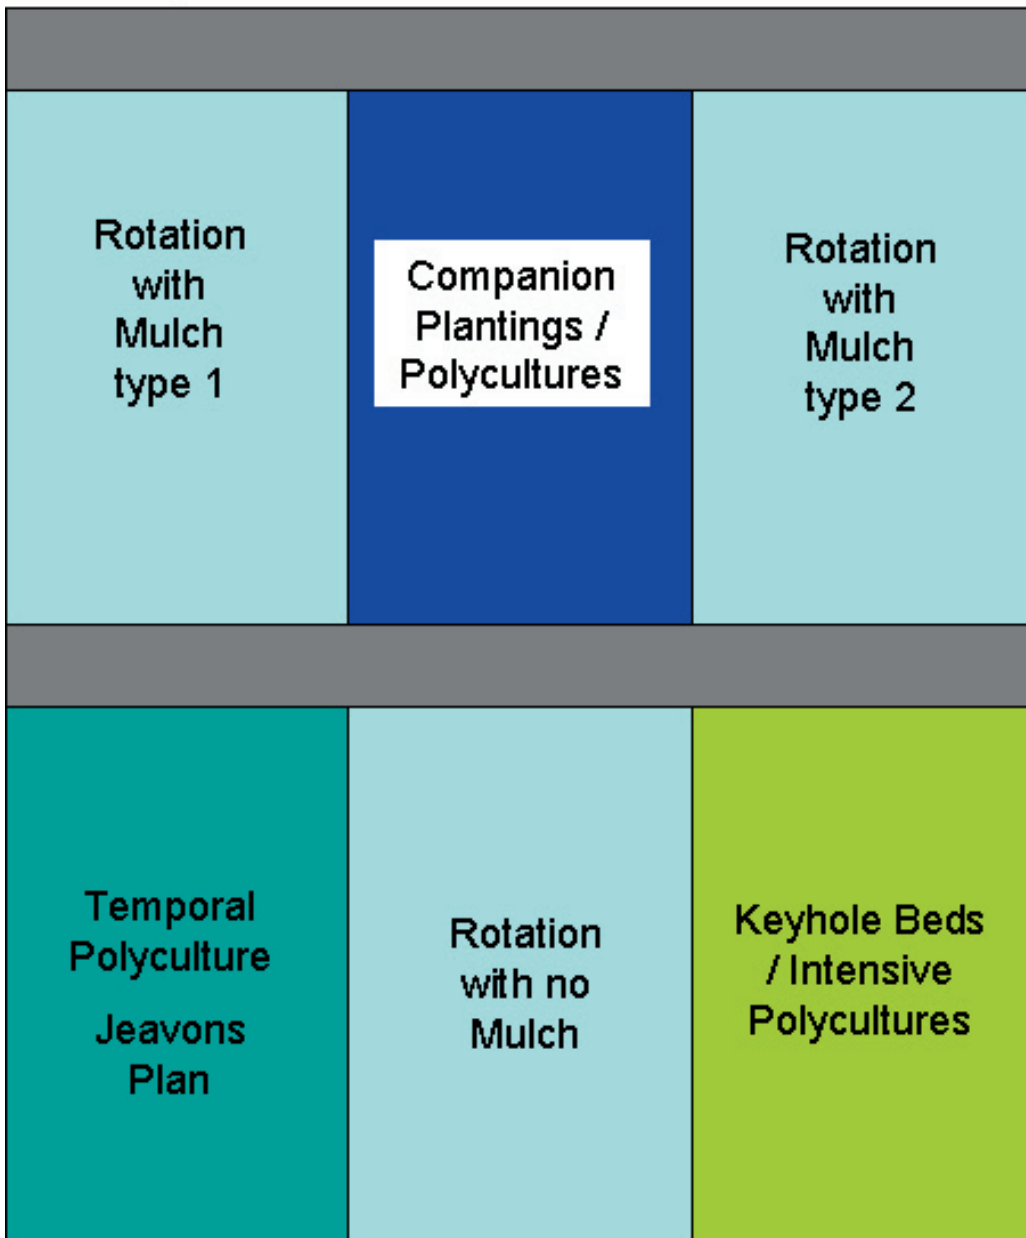 Rotation
with
Mulch
type 1
Companion
Plantings /
Polycultures
Rotation
with
Mulch
type 2
Temporal
Polyculture
Jeavons
Plan
Rotation
with no
Mulch
Keyhole Beds
/ Intensive
Polycultures